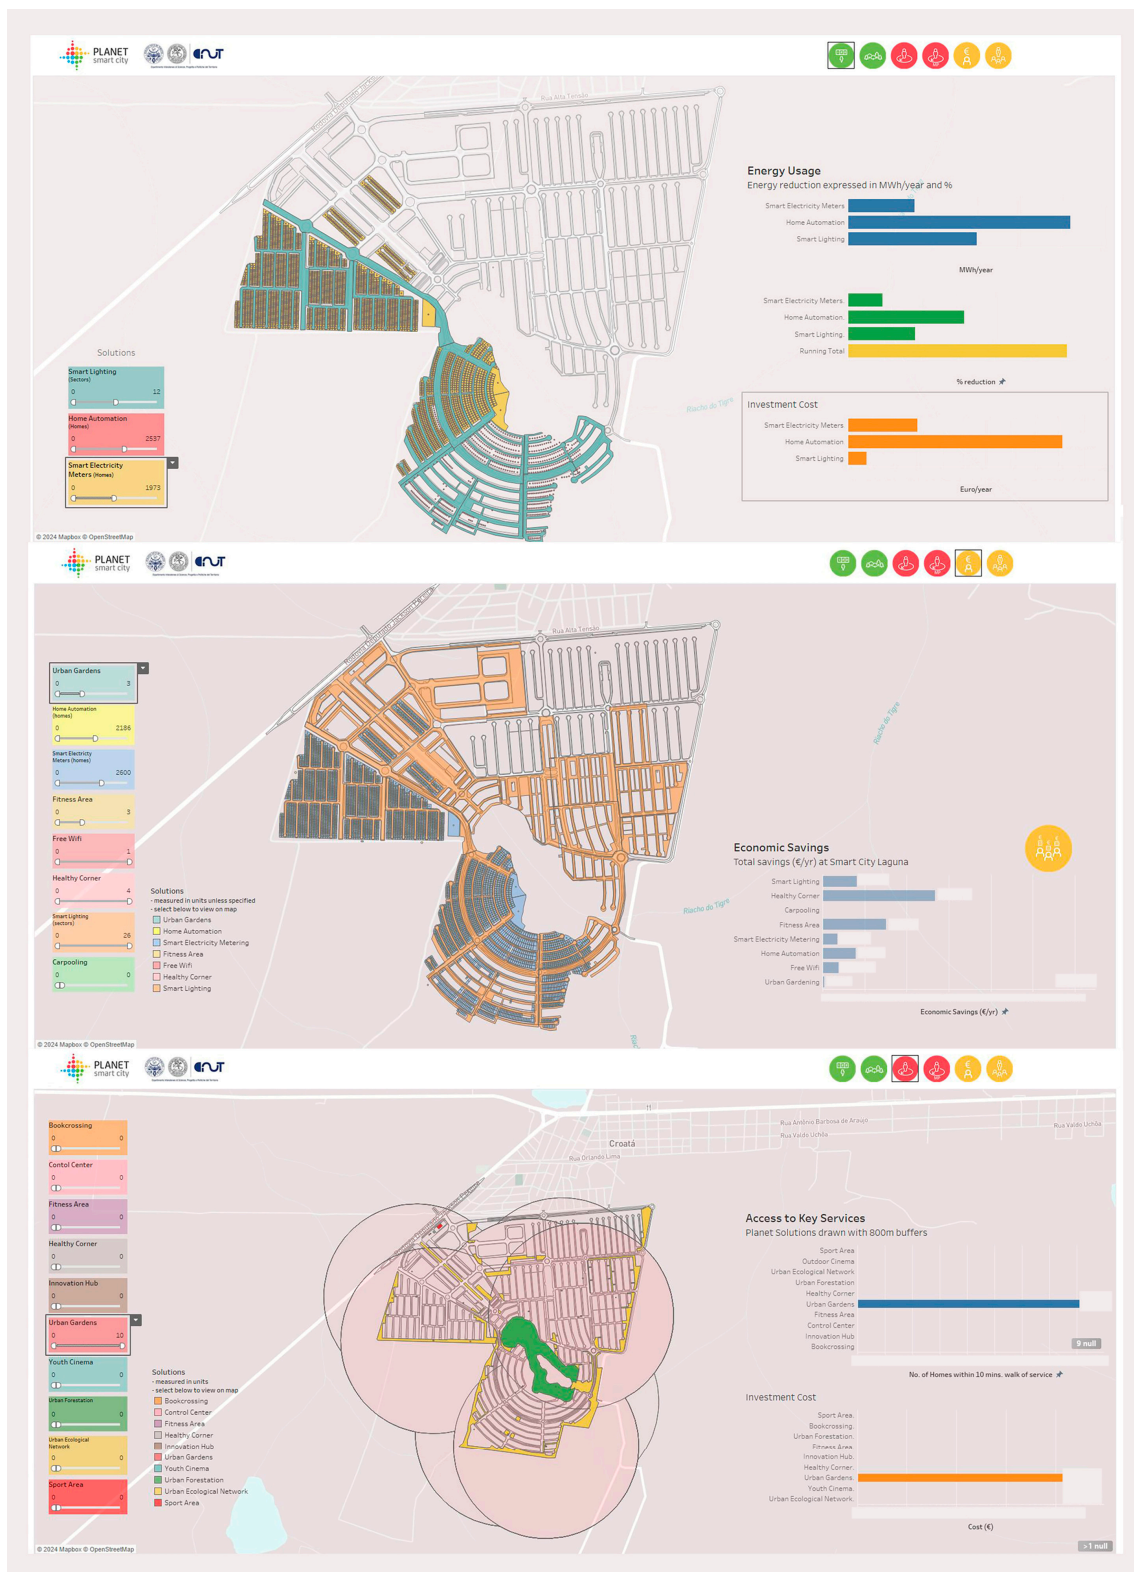 PLANET
smart city
Rua Alta Tensão
Energy Usage
Energy reduction expressed in MWh/year and %
Smart Electricity Meters
Home Automation
Smart Lighting
MWh/year
Smart Electricity Meters.
Home Automation.
Smart Lighting.
Running Total
% reduction
Riacho do Tigre
Investment Cost
Smart Electricity Meters
Home Automation
Smart Lighting
Euro/year
Solutions
Smart Lighting
(Sectors)
0 12
Home Automation
(Homes)
0 2537
Smart Electricity
Meters (Homes)
0 1973
© 2024 Mapbox © OpenStreetMap
PLANET
smart city
Rua Alta Tensão
Riacho do Tigre
Urban Gardens
0 3
Home Automation
(homes)
0 2186
Smart Electricity
Meters (homes)
0 2600
Fitness Area
0 3
Free Wifi
0 1
Healthy Corner
0 4
Smart Lighting
(sectors)
0 26
Carpooling
0 0
Solutions
- measured in units unless specified
- select below to view on map
Urban Gardens
Home Automation
Smart Electricity Metering
Fitness Area
Free Wifi
Healthy Corner
Smart Lighting
Economic Savings
Total savings (€/yr) at Smart City Laguna
Smart Lighting
Healthy Corner
Carpooling
Fitness Area
Smart Electricity Metering
Home Automation
Free Wifi
Urban Gardening
Economic Savings (€/yr)
Riacho do Tigre
© 2024 Mapbox © OpenStreetMap
PLANET
smart city
Croatá
Rua Antônio Barbosa de Araujo
Rua Valdo Uchôa
Rua Valdo Uchôa
Rua Orlando Lima
Bookcrossing
0 0
Contol Center
0 0
Fitness Area
0 0
Healthy Corner
0 0
Innovation Hub
0 0
Urban Gardens
0 10
Youth Cinema
0 0
Urban Forestation
0 0
Urban Ecological
Network
0 0
Sport Area
0 0
Solutions
- measured in units
- select below to view on map
Bookcrossing
Control Center
Fitness Area
Healthy Corner
Innovation Hub
Urban Gardens
Youth Cinema
Urban Forestation
Urban Ecological Network
Sport Area
Access to Key Services
Planet Solutions drawn with 800m buffers
Sport Area
Outdoor Cinema
Urban Ecological Network
Urban Forestation
Healthy Corner
Urban Gardens
Fitness Area
Control Center
Innovation Hub
Bookcrossing
9 null
No. of Homes within 10 mins. walk of service
Investment Cost
Sport Area.
Bookcrossing.
Urban Forestation.
Fitness Area.
Innovation Hub.
Healthy Corner.
Urban Gardens.
Youth Cinema.
Urban Ecological Network.
Cost (€)
>1 null
© 2024 Mapbox © OpenStreetMap